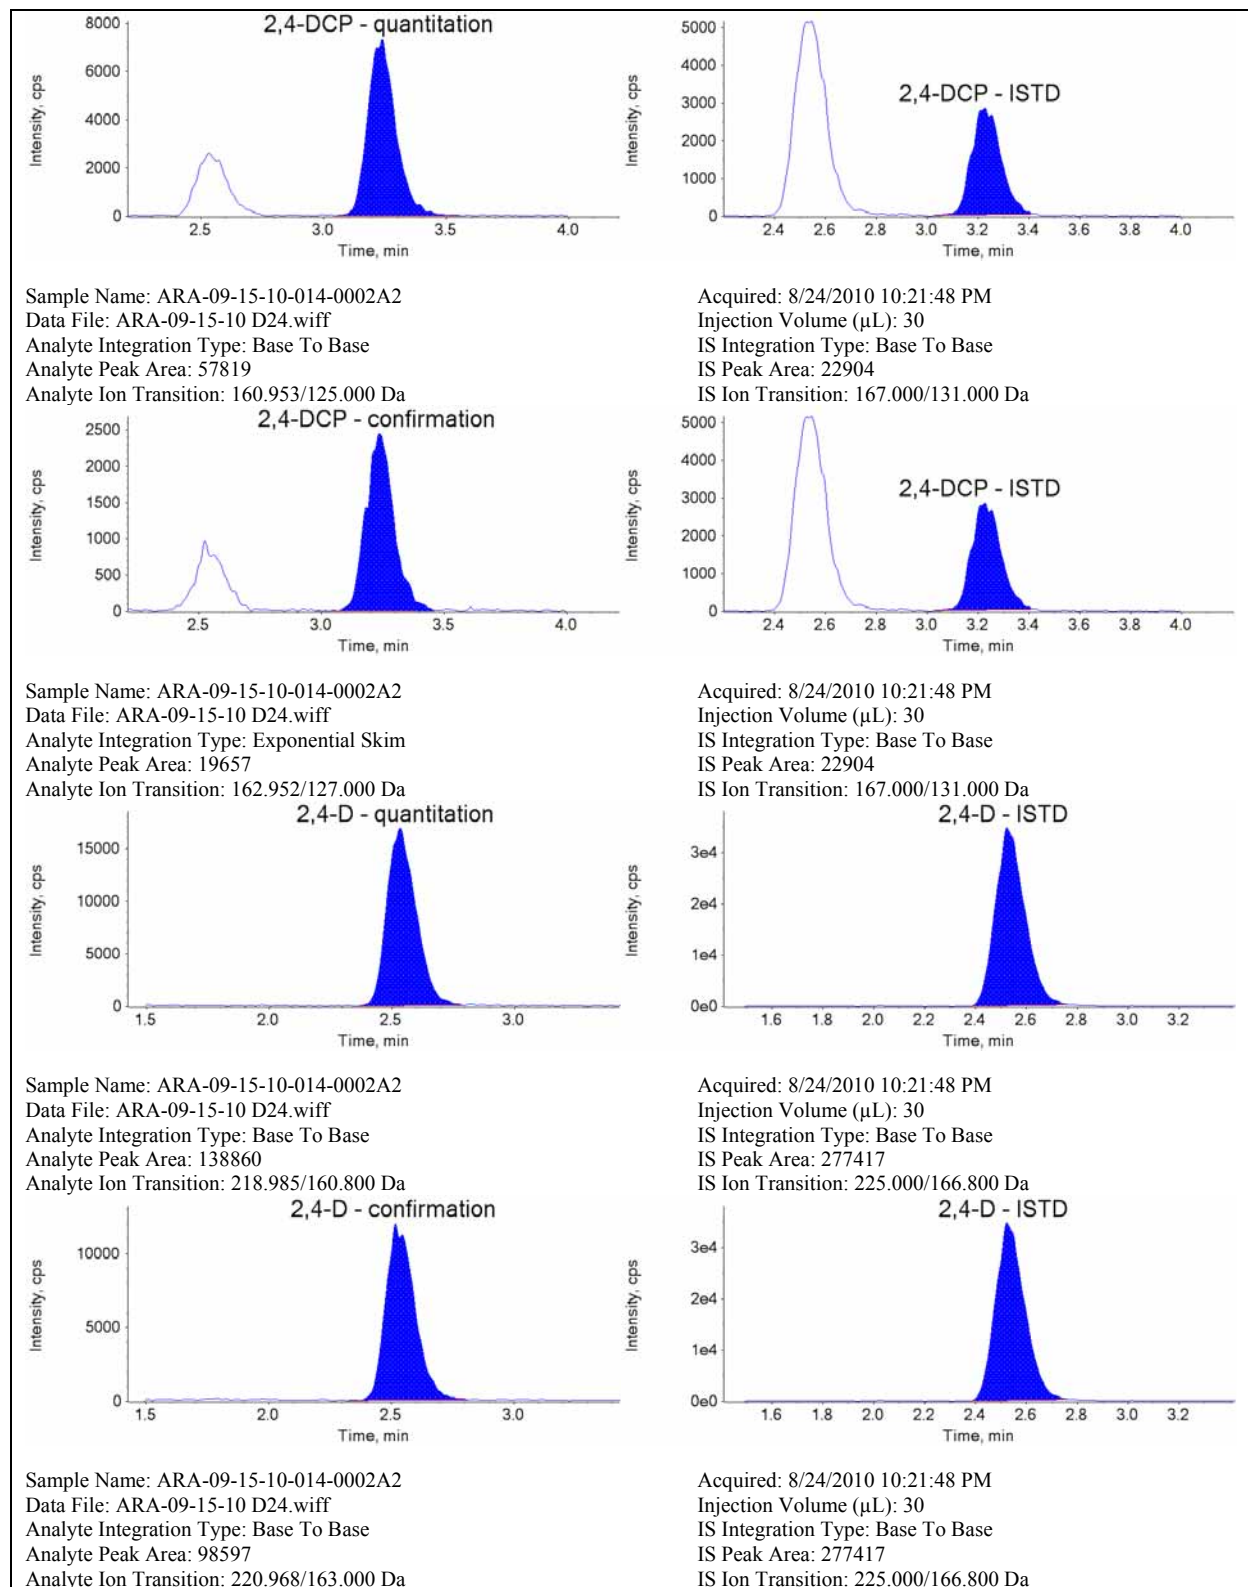 2,4-DCP - quantitation
8000
6000
4000
2000
0
Intensity, cps
2.5 3.0 3.5 4.0
Time, min
2,4-DCP - ISTD
5000
4000
3000
2000
1000
0
Intensity, cps
2.4 2.6 2.8 3.0 3.2 3.4 3.6 3.8 4.0
Time, min
Sample Name: ARA-09-15-10-014-0002A2
Data File: ARA-09-15-10 D24.wiff
Analyte Integration Type: Base To Base
Analyte Peak Area: 57819
Analyte Ion Transition: 160.953/125.000 Da
Acquired: 8/24/2010 10:21:48 PM
Injection Volume (µL): 30
IS Integration Type: Base To Base
IS Peak Area: 22904
IS Ion Transition: 167.000/131.000 Da
2,4-DCP - confirmation
2500
2000
1500
1000
500
0
Intensity, cps
2.5 3.0 3.5 4.0
Time, min
2,4-DCP - ISTD
5000
4000
3000
2000
1000
0
Intensity, cps
2.4 2.6 2.8 3.0 3.2 3.4 3.6 3.8 4.0
Time, min
Sample Name: ARA-09-15-10-014-0002A2
Data File: ARA-09-15-10 D24.wiff
Analyte Integration Type: Exponential Skim
Analyte Peak Area: 19657
Analyte Ion Transition: 162.952/127.000 Da
Acquired: 8/24/2010 10:21:48 PM
Injection Volume (µL): 30
IS Integration Type: Base To Base
IS Peak Area: 22904
IS Ion Transition: 167.000/131.000 Da
2,4-D - quantitation
15000
10000
5000
0
Intensity, cps
1.5 2.0 2.5 3.0
Time, min
2,4-D - ISTD
3e4
2e4
1e4
0e0
Intensity, cps
1.6 1.8 2.0 2.2 2.4 2.6 2.8 3.0 3.2
Time, min
Sample Name: ARA-09-15-10-014-0002A2
Data File: ARA-09-15-10 D24.wiff
Analyte Integration Type: Base To Base
Analyte Peak Area: 138860
Analyte Ion Transition: 218.985/160.800 Da
Acquired: 8/24/2010 10:21:48 PM
Injection Volume (µL): 30
IS Integration Type: Base To Base
IS Peak Area: 277417
IS Ion Transition: 225.000/166.800 Da
2,4-D - confirmation
10000
5000
0
Intensity, cps
1.5 2.0 2.5 3.0
Time, min
2,4-D - ISTD
3e4
2e4
1e4
0e0
Intensity, cps
1.6 1.8 2.0 2.2 2.4 2.6 2.8 3.0 3.2
Time, min
Sample Name: ARA-09-15-10-014-0002A2
Data File: ARA-09-15-10 D24.wiff
Analyte Integration Type: Base To Base
Analyte Peak Area: 98597
Analyte Ion Transition: 220.968/163.000 Da
Acquired: 8/24/2010 10:21:48 PM
Injection Volume (µL): 30
IS Integration Type: Base To Base
IS Peak Area: 277417
IS Ion Transition: 225.000/166.800 Da